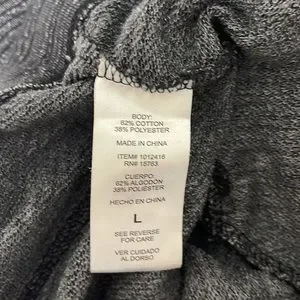 BODY:
62% COTTON
38% POLYESTER
MADE IN CHINA
ITEM# 1012416
RN# 15763
CUERPO:
62% ALGODON
38% POLIESTER
HECHO EN CHINA
L
SEE REVERSE
FOR CARE
VER CUIDADO
AL DORSO